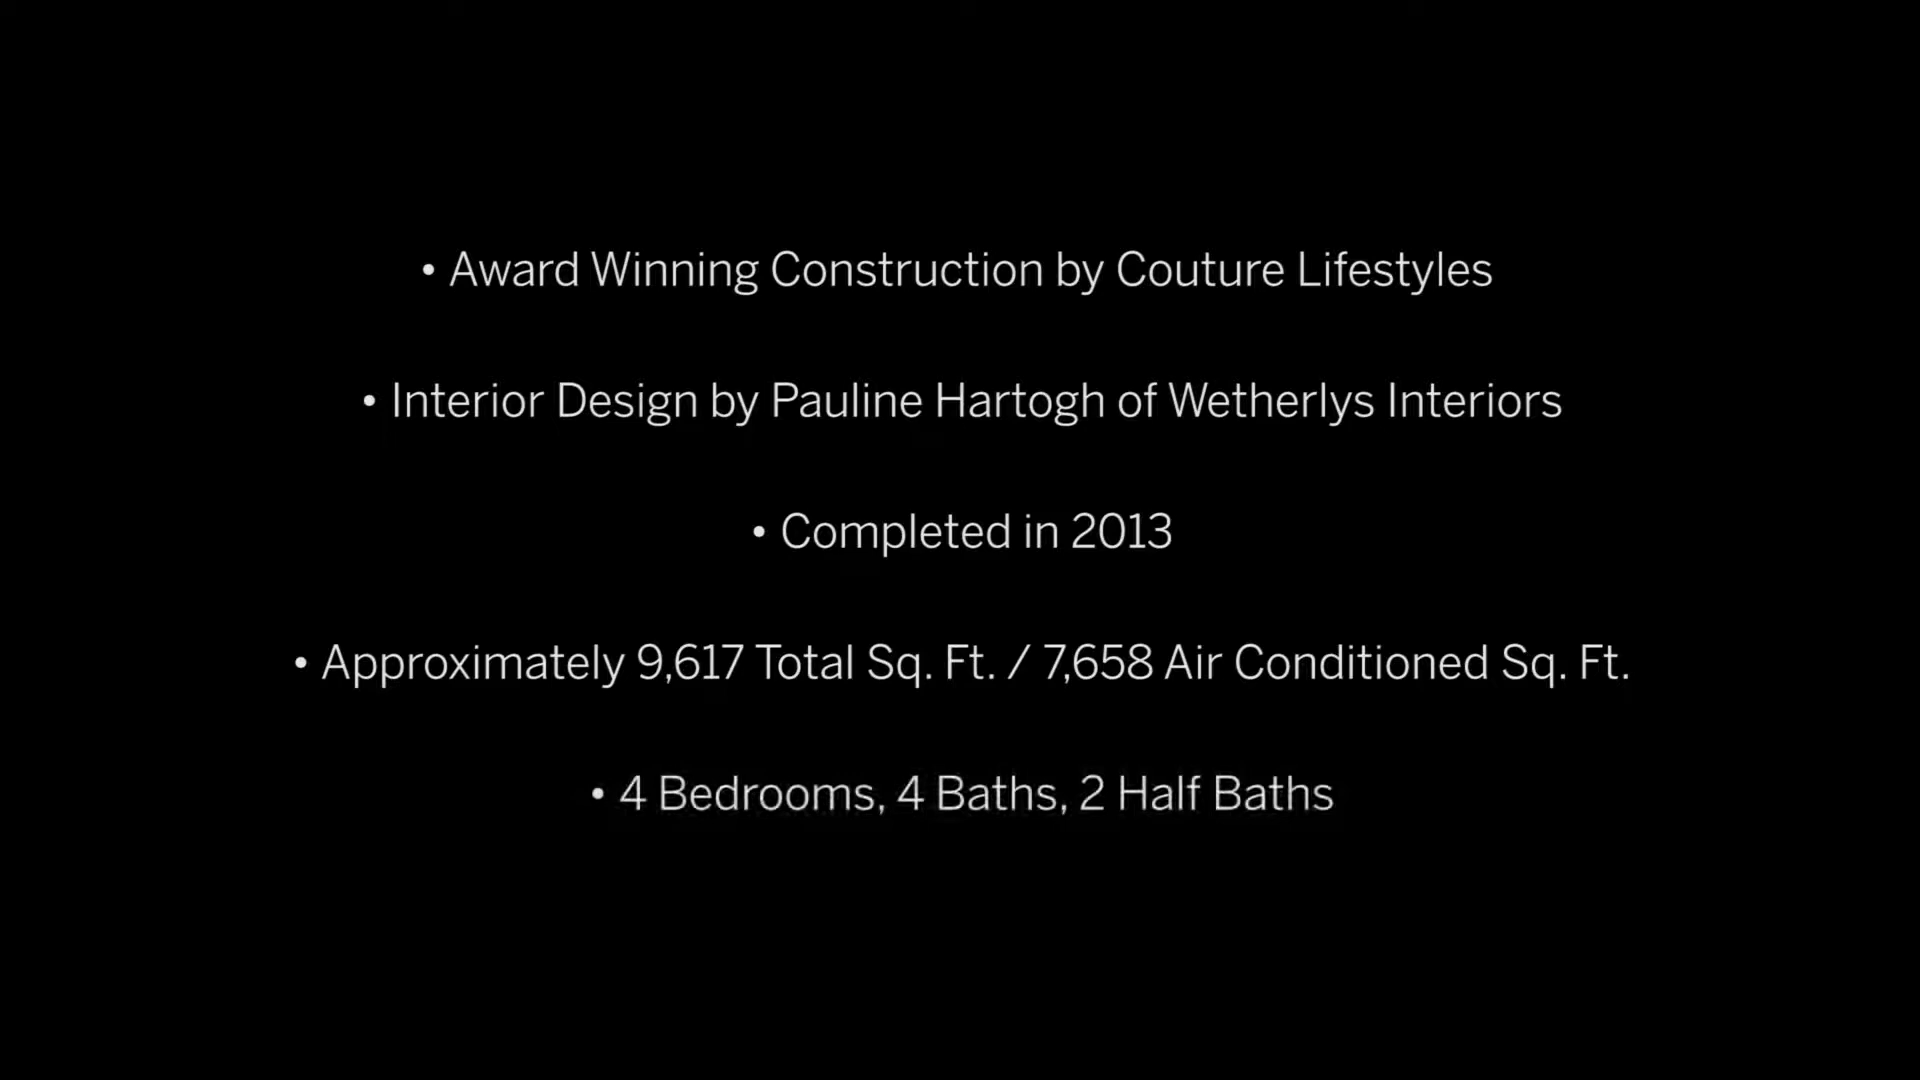 • Award Winning Construction by Couture Lifestyles
• Interior Design by Pauline Hartogh of Wetherlys Interiors
• Completed in 2013
• Approximately 9,617 Total Sq. Ft. / 7,658 Air Conditioned Sq. Ft.
• 4 Bedrooms, 4 Baths, 2 Half Baths